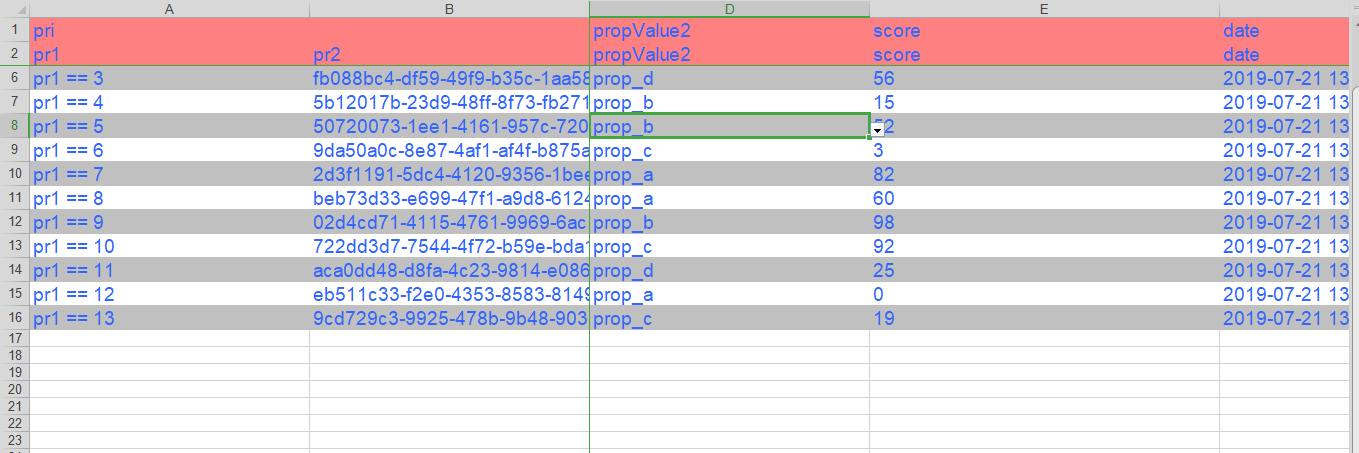 A B D E
1 pri propValue2 score date
2 pr1 pr2 propValue2 score date
6 pr1 == 3 fb088bc4-df59-49f9-b35c-1aa58 prop_d 56 2019-07-21 13
7 pr1 == 4 5b12017b-23d9-48ff-8f73-fb271 prop_b 15 2019-07-21 13
8 pr1 == 5 50720073-1ee1-4161-957c-720 prop_b 2 2019-07-21 13
9 pr1 == 6 9da50a0c-8e87-4af1-af4f-b875a prop_c 3 2019-07-21 13
10 pr1 == 7 2d3f1191-5dc4-4120-9356-1bee prop_a 82 2019-07-21 13
11 pr1 == 8 beb73d33-e699-47f1-a9d8-6124 prop_a 60 2019-07-21 13
12 pr1 == 9 02d4cd71-4115-4761-9969-6ac prop_b 98 2019-07-21 13
13 pr1 == 10 722dd3d7-7544-4f72-b59e-bda1 prop_c 92 2019-07-21 13
14 pr1 == 11 aca0dd48-d8fa-4c23-9814-e086 prop_d 25 2019-07-21 13
15 pr1 == 12 eb511c33-f2e0-4353-8583-8149 prop_a 0 2019-07-21 13
16 pr1 == 13 9cd729c3-9925-478b-9b48-903 prop_c 19 2019-07-21 13
17
18
19
20
21
22
23